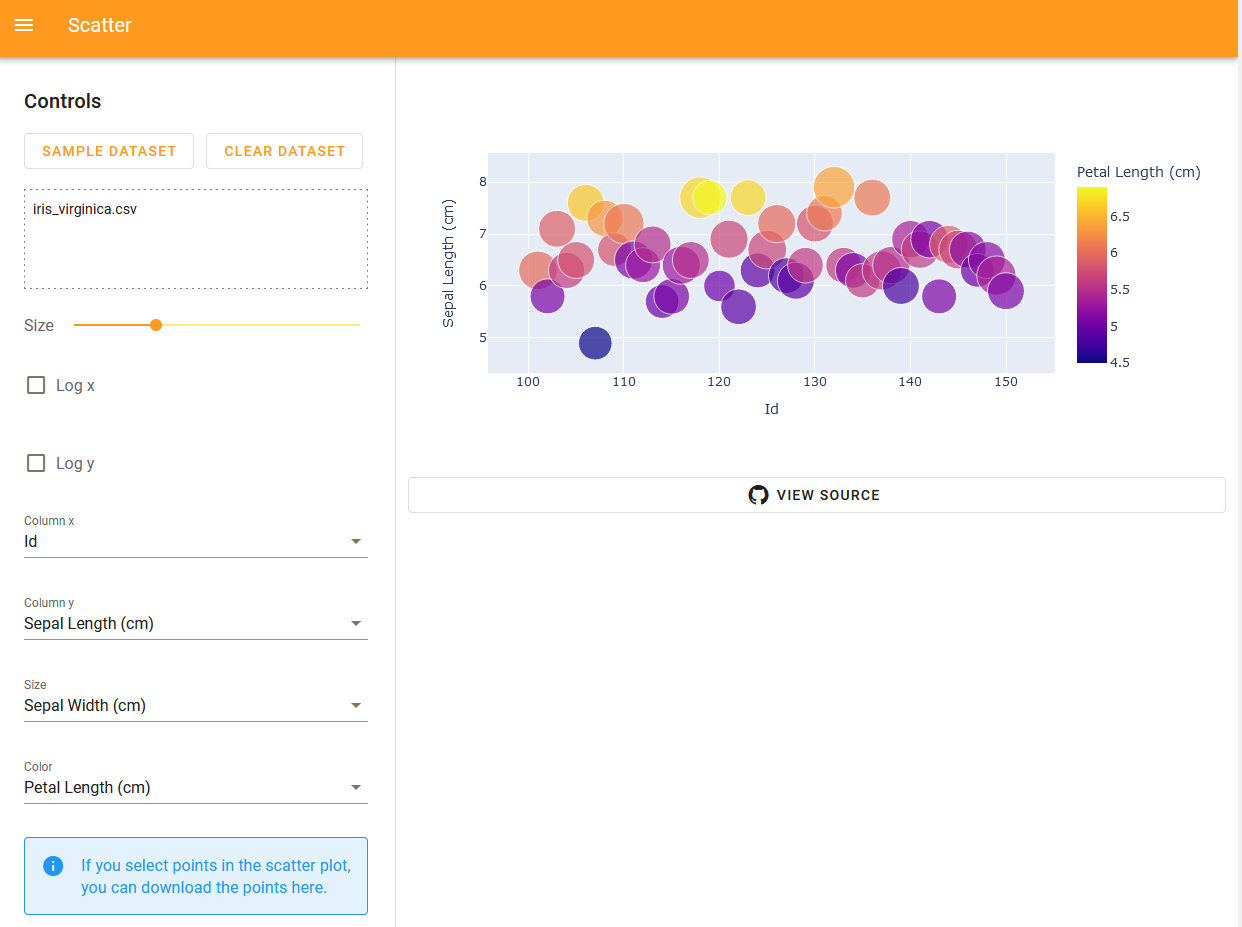 Scatter
Controls
SAMPLE DATASET
CLEAR DATASET
iris_virginica.csv
Size
Log x
Log y
Column x
Id
Column y
Sepal Length (cm)
Size
Sepal Width (cm)
Color
Petal Length (cm)
If you select points in the scatter plot,
you can download the points here.
Sepal Length (cm)
8
7
6
5
100 110 120 130 140 150
Id
Petal Length (cm)
6.5
6
5.5
5
4.5
VIEW SOURCE